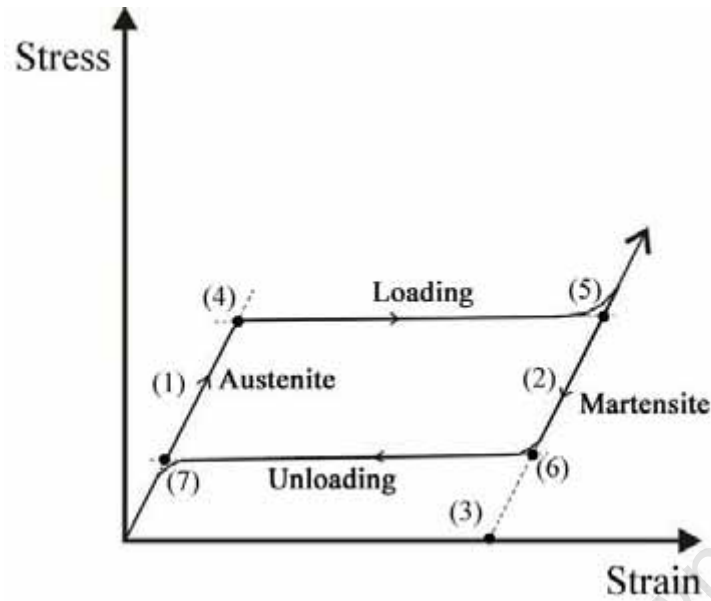 Stress
(4)
Loading
(5)
(1)
Austenite
(2)
Martensite
(7)
Unloading
(6)
(3)
Strain